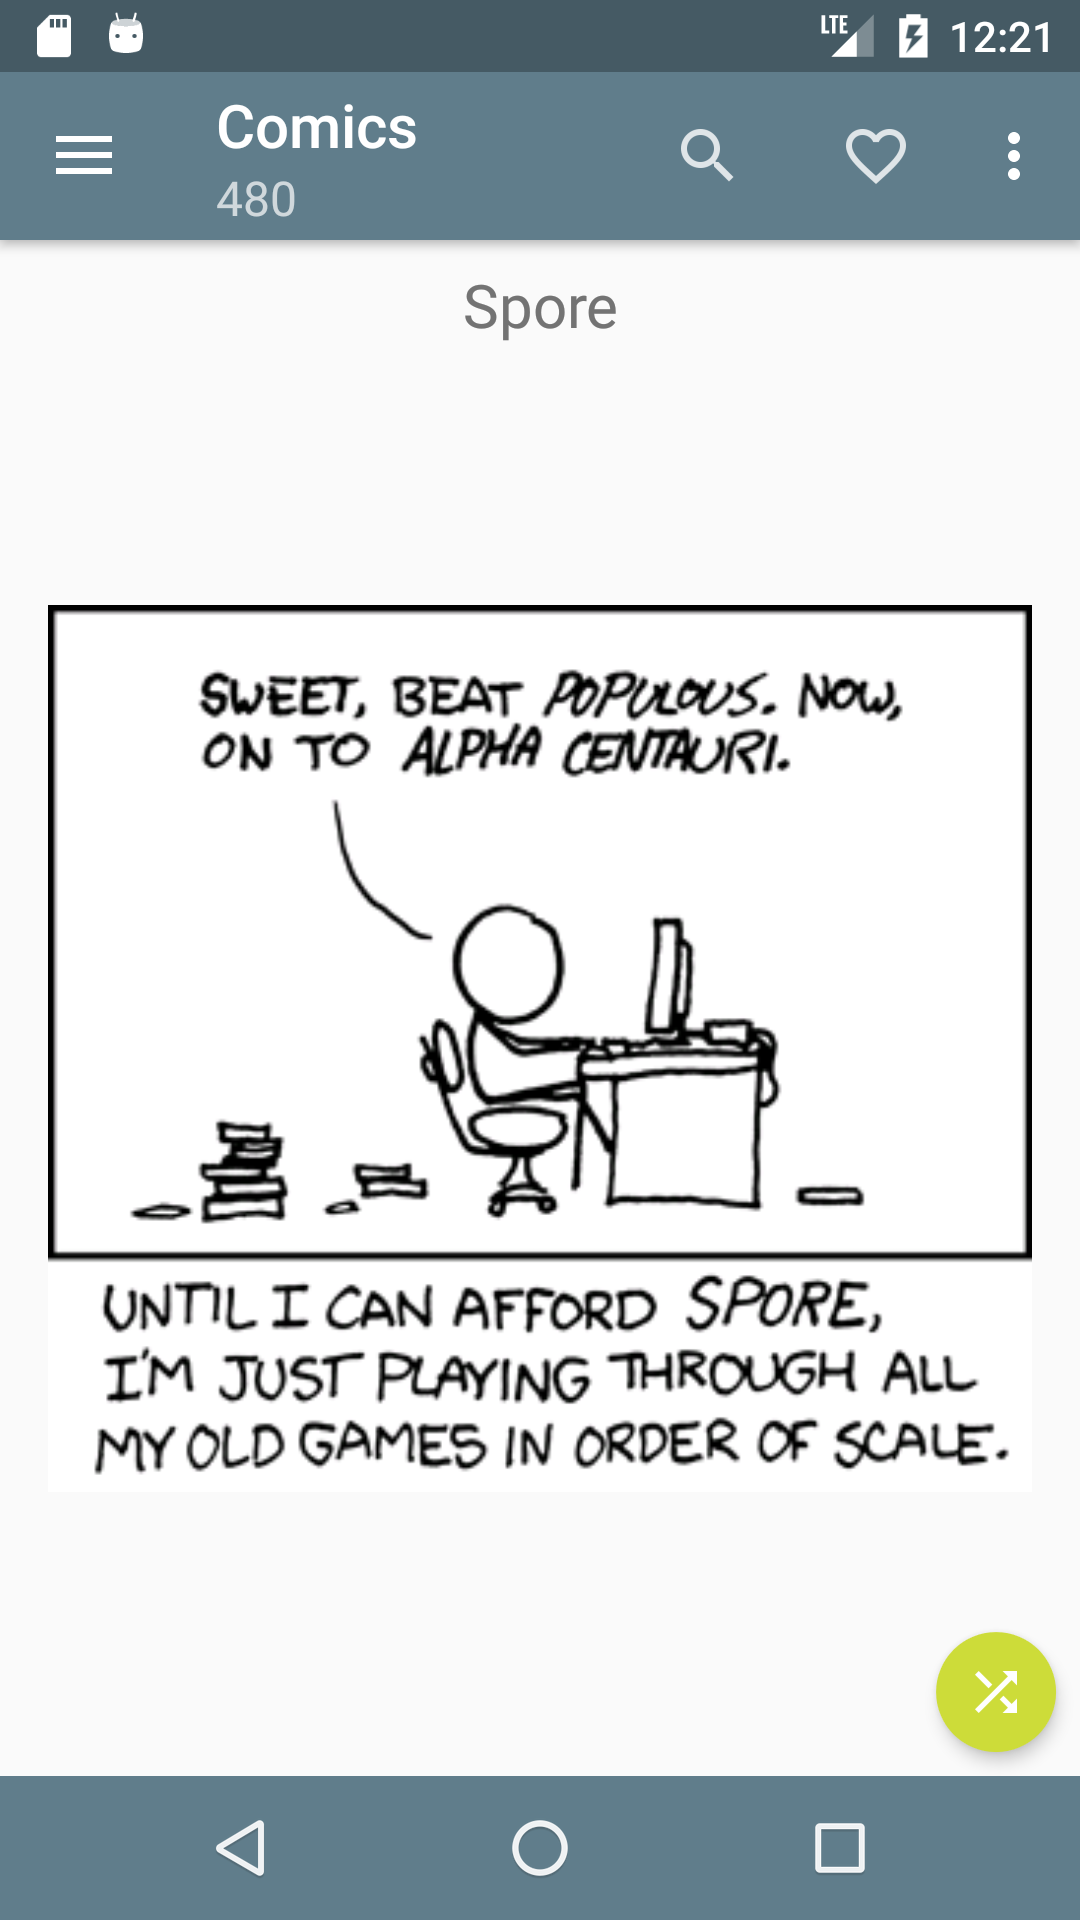 LTE 12:21
Comics
480
Spore
SWEET, BEAT POPULOUS. NOW,
ON TO ALPHA CENTAURI.
UNTIL I CAN AFFORD SPORE,
I'M JUST PLAYING THROUGH ALL
MY OLD GAMES IN ORDER OF SCALE.